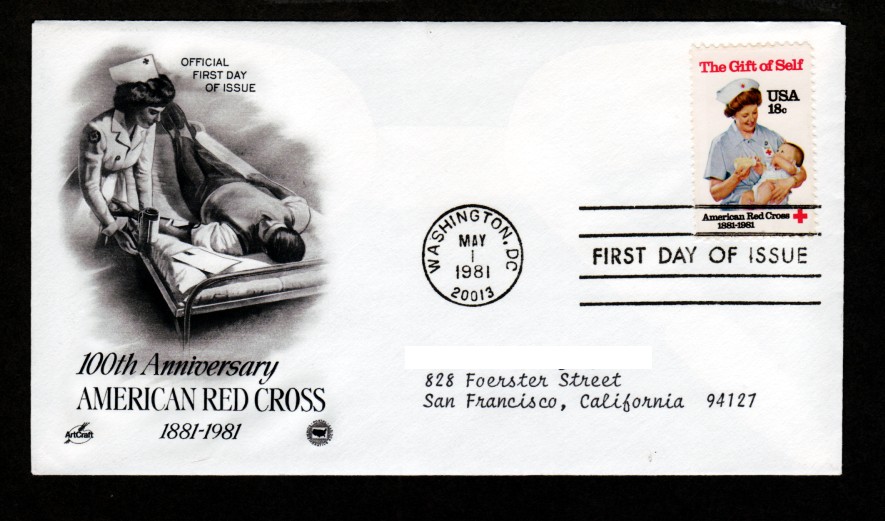 OFFICIAL
FIRST DAY
OF ISSUE
The Gift of Self
USA
18c
American Red Cross
1881-1981
WASHINGTON, DC
MAY
1
1981
20013
FIRST DAY OF ISSUE
100th Anniversary
AMERICAN RED CROSS
1881-1981
ArtCraft
828 Foerster Street
San Francisco, California 94127